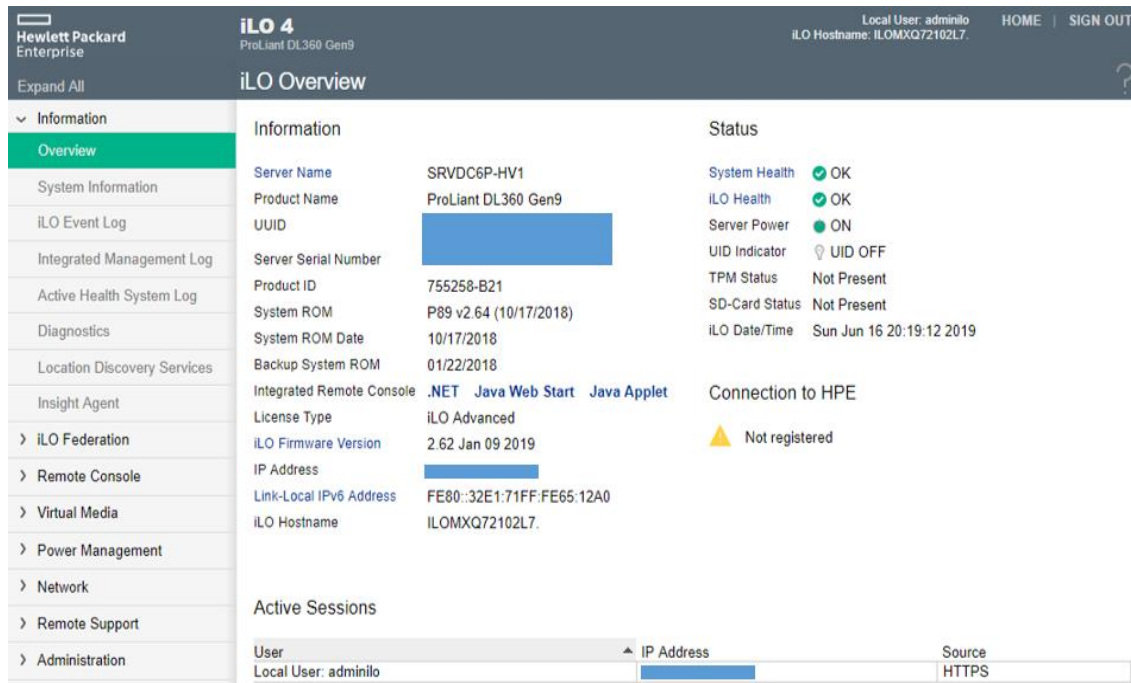 Hewlett Packard
Enterprise
iLO 4
ProLiant DL360 Gen9
Local User: adminilo
iLO Hostname: ILOMXQ72102L7.
HOME | SIGN OUT
Expand All
iLO Overview
?
Information
Overview
System Information
iLO Event Log
Integrated Management Log
Active Health System Log
Diagnostics
Location Discovery Services
Insight Agent
iLO Federation
Remote Console
Virtual Media
Power Management
Network
Remote Support
Administration
Information
Server Name SRVDC6P-HV1
Product Name ProLiant DL360 Gen9
UUID
Server Serial Number
Product ID 755258-B21
System ROM P89 v2.64 (10/17/2018)
System ROM Date 10/17/2018
Backup System ROM 01/22/2018
Integrated Remote Console .NET Java Web Start Java Applet
License Type iLO Advanced
iLO Firmware Version 2.62 Jan 09 2019
IP Address
Link-Local IPv6 Address FE80::32E1:71FF:FE65:12A0
iLO Hostname ILOMXQ72102L7.
Status
System Health OK
iLO Health OK
Server Power ON
UID Indicator UID OFF
TPM Status Not Present
SD-Card Status Not Present
iLO Date/Time Sun Jun 16 20:19:12 2019
Connection to HPE
Not registered
Active Sessions
User IP Address Source
Local User: adminilo HTTPS